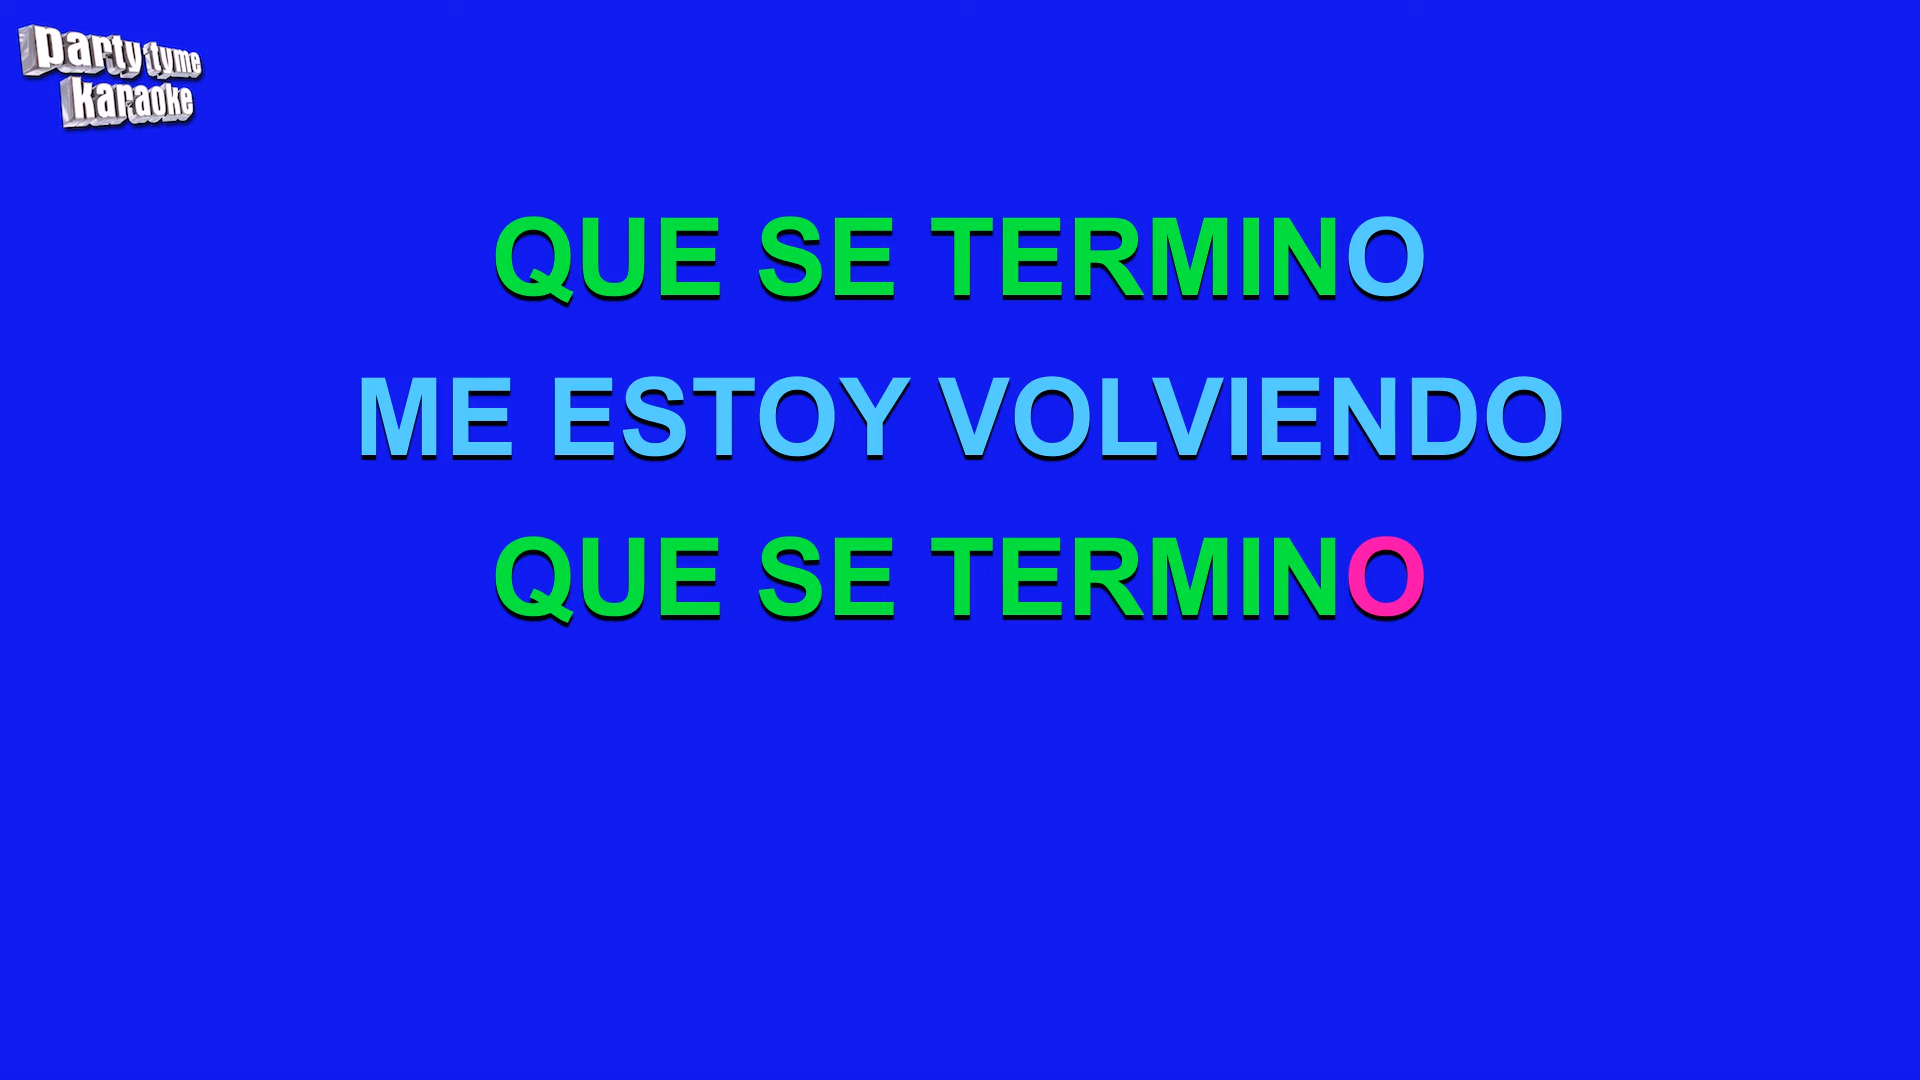 party tyme
karaoke
QUE SE TERMINO
ME ESTOY VOLVIENDO
QUE SE TERMINO